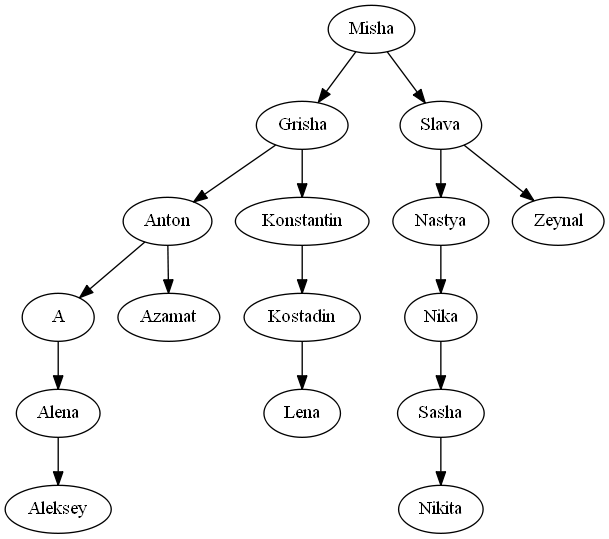 Misha
Grisha
Slava
Anton
Konstantin
Nastya
Zeynal
A
Azamat
Kostadin
Nika
Alena
Lena
Sasha
Aleksey
Nikita